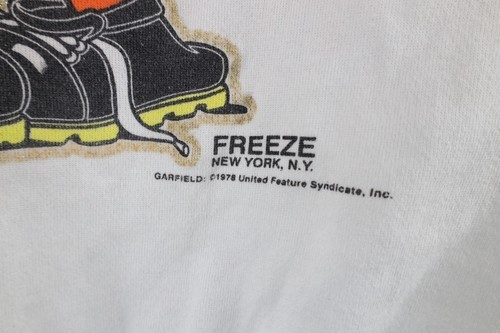 FREEZE
NEW YORK, N.Y.
GARFIELD: ©1978 United Feature Syndicate, Inc.